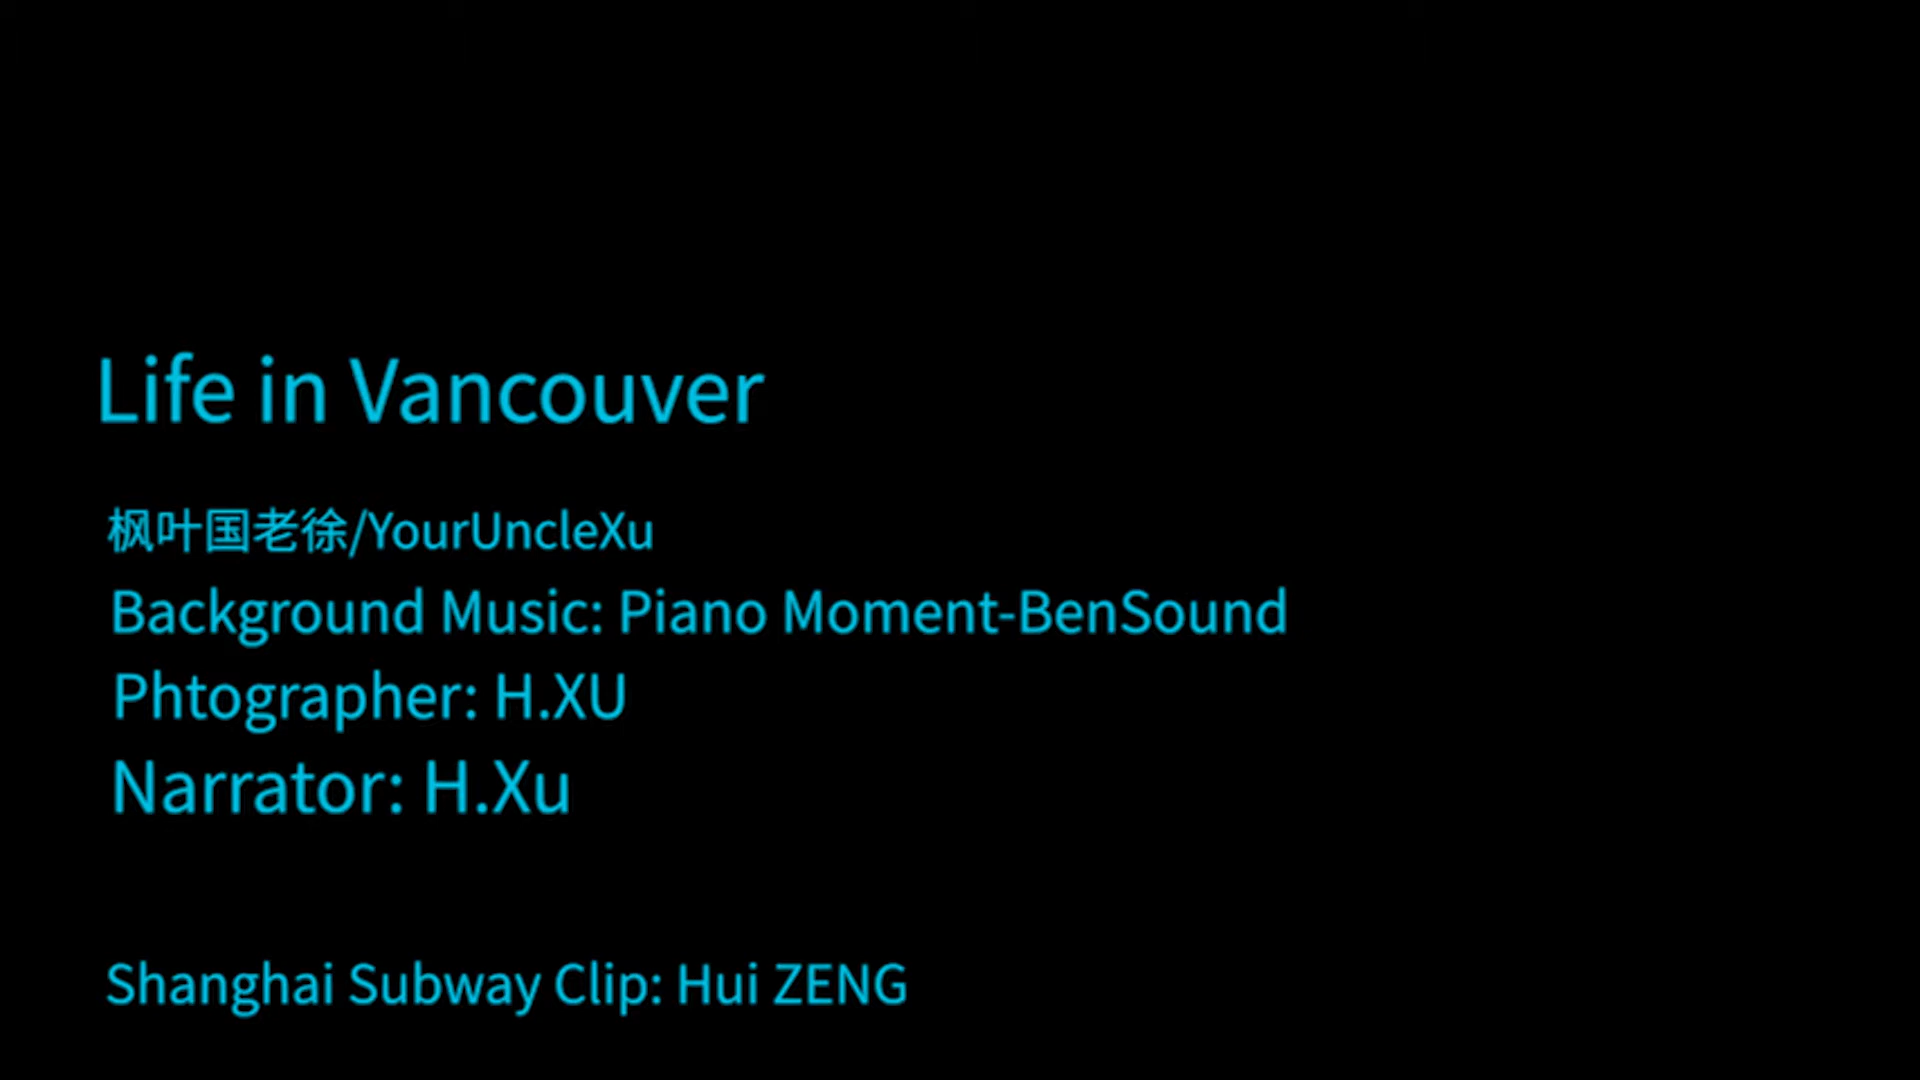 Life in Vancouver
枫叶国老徐/YourUncleXu
Background Music: Piano Moment-BenSound
Phtographer: H.XU
Narrator: H.Xu
Shanghai Subway Clip: Hui ZENG